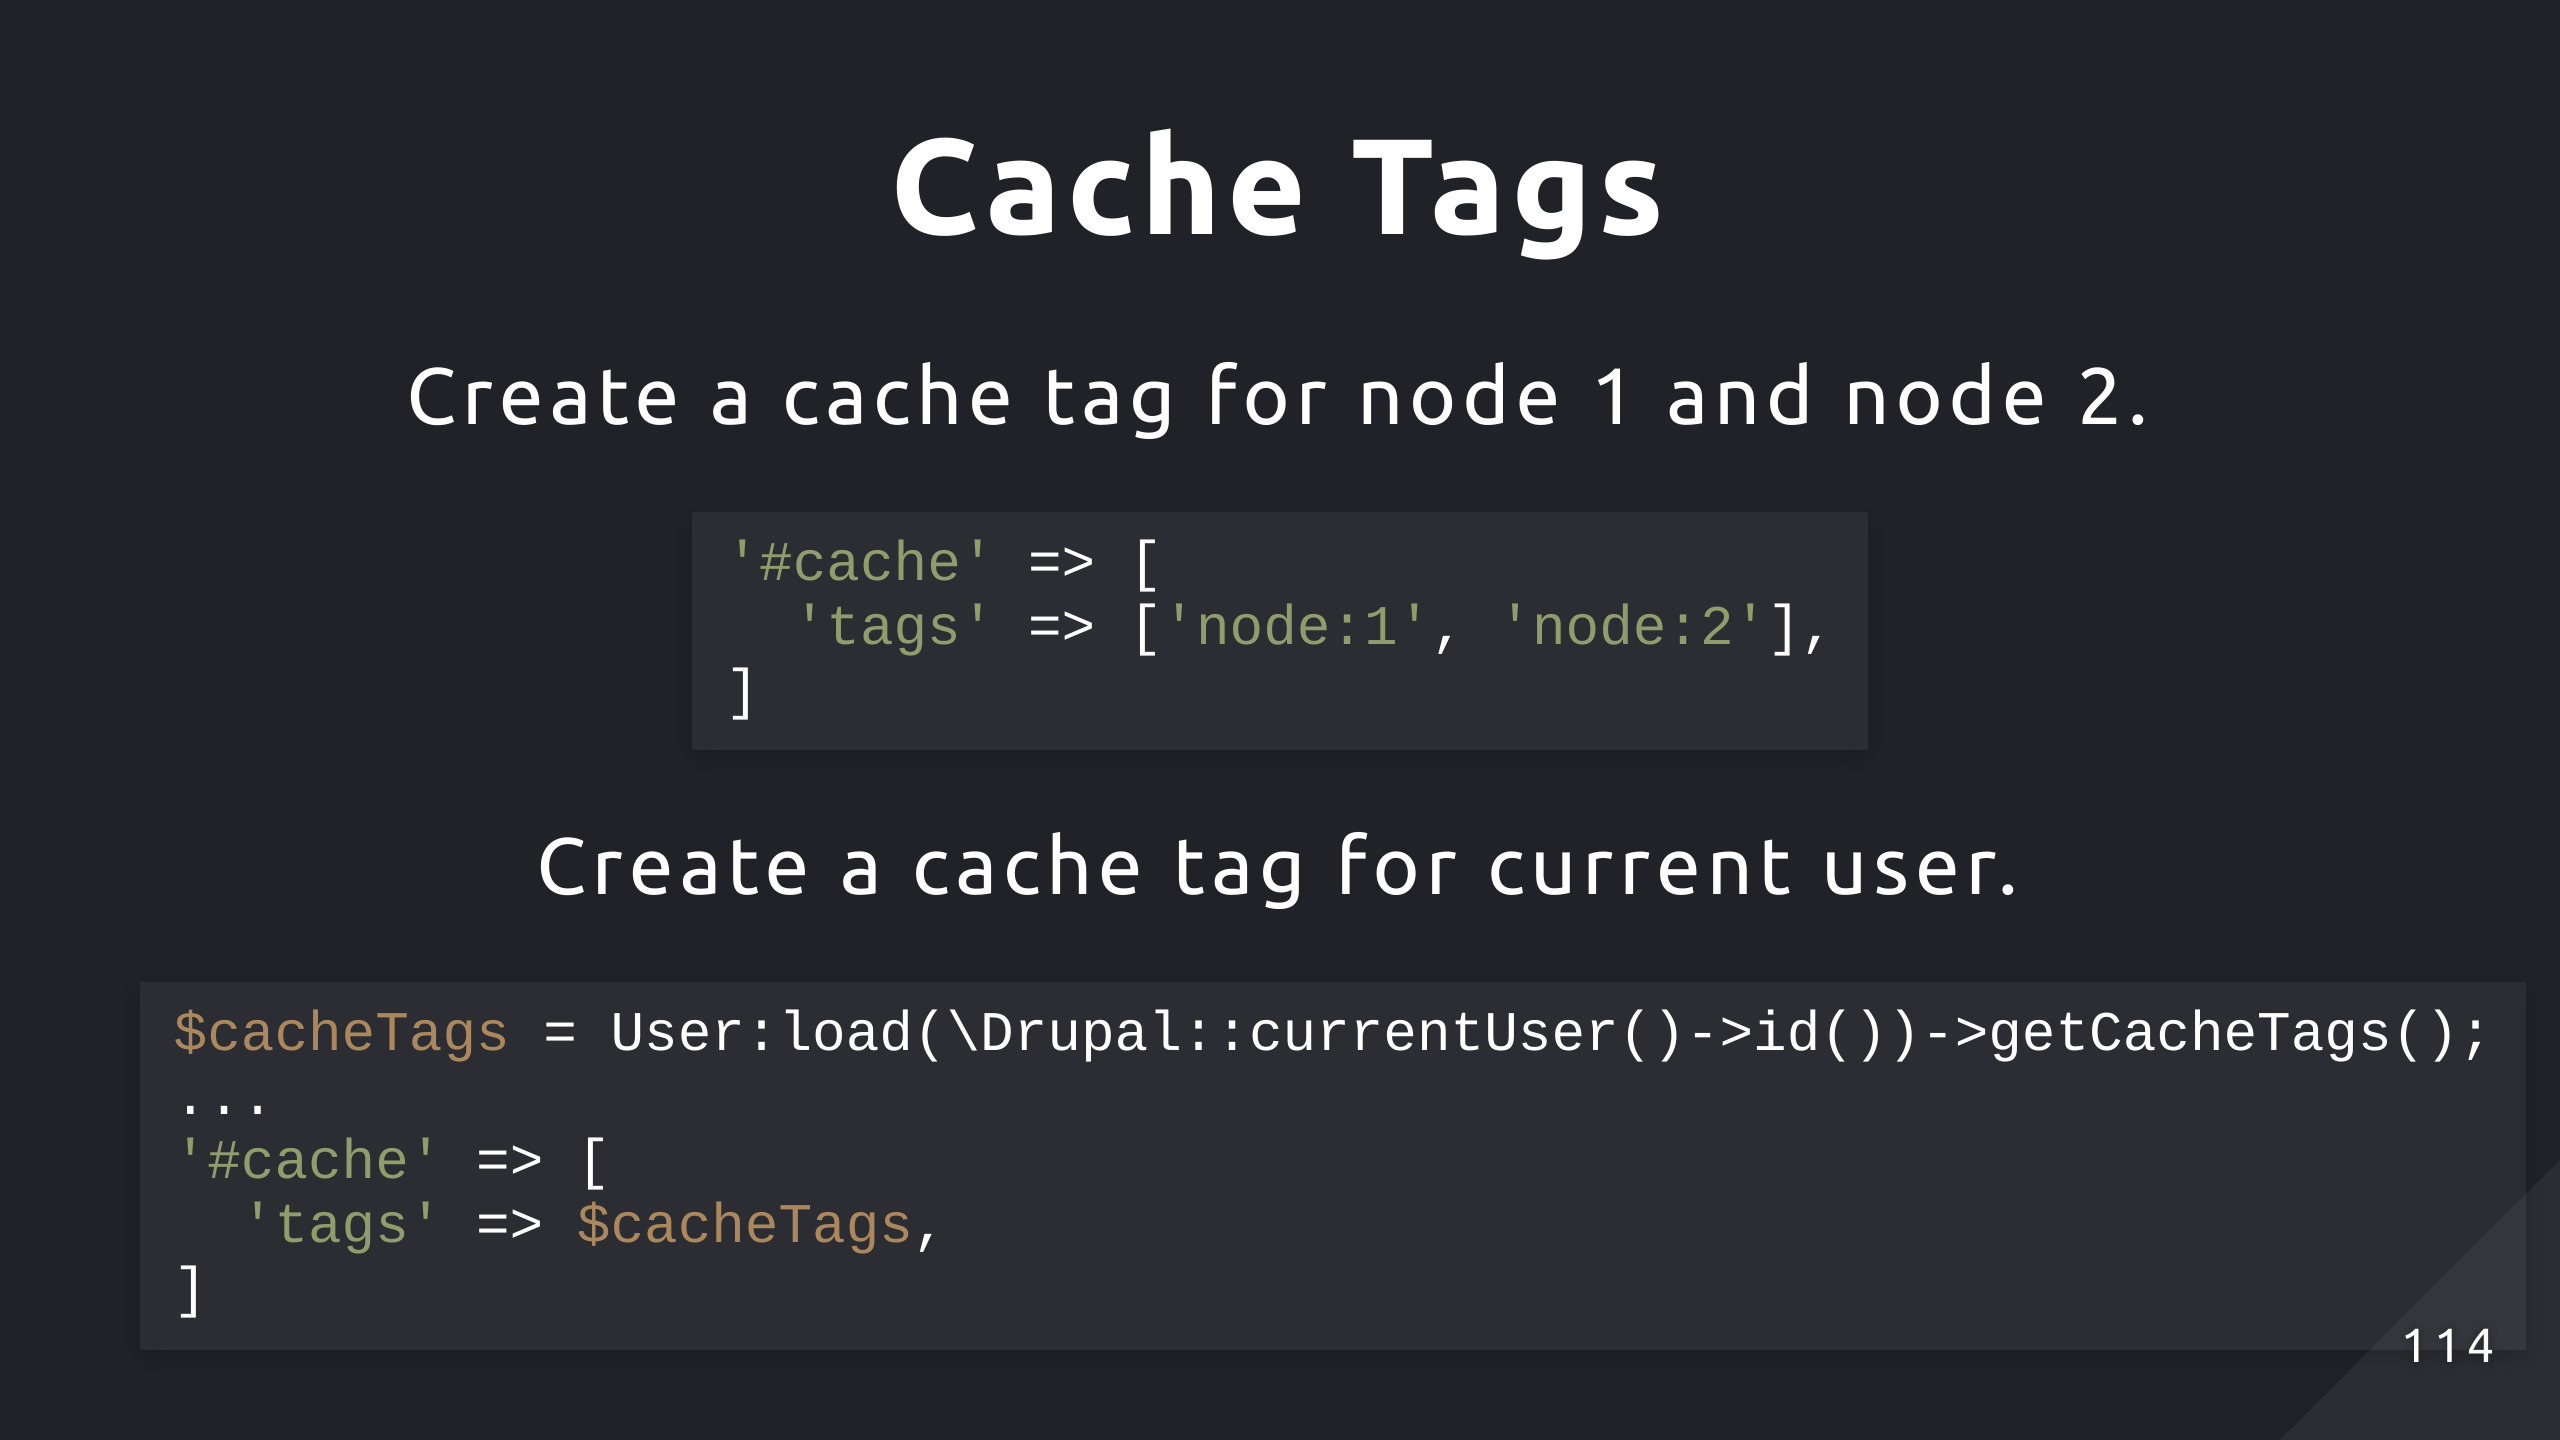 Cache Tags
Create a cache tag for node 1 and node 2.
'#cache' => [
  'tags' => ['node:1', 'node:2'],
]
Create a cache tag for current user.
$cacheTags = User:load(\Drupal::currentUser()->id())->getCacheTags();
...
'#cache' => [
  'tags' => $cacheTags,
]
114